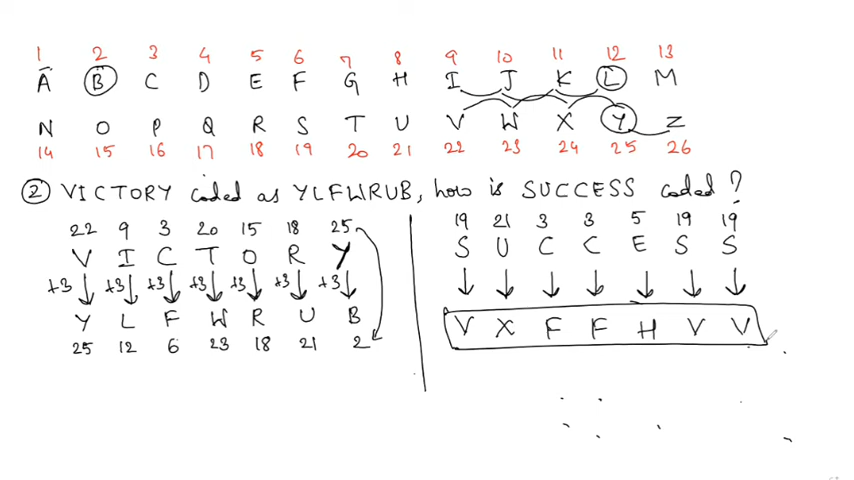 1 2 3 4 5 6 7 8 9 10 11 12 13
A B C D E F G H I J K L M
N O P Q R S T U V W X Y Z
14 15 16 17 18 19 20 21 22 23 24 25 26
② VICTORY coded as YLFWRUB, how is SUCCESS coded?
22 9 3 20 15 18 25
V I C T O R Y
+3 +3 +3 +3 +3 +3 +3
Y L F W R U B
25 12 6 23 18 21 2
19 21 3 3 5 19 19
S U C C E S S
V X F F H V V